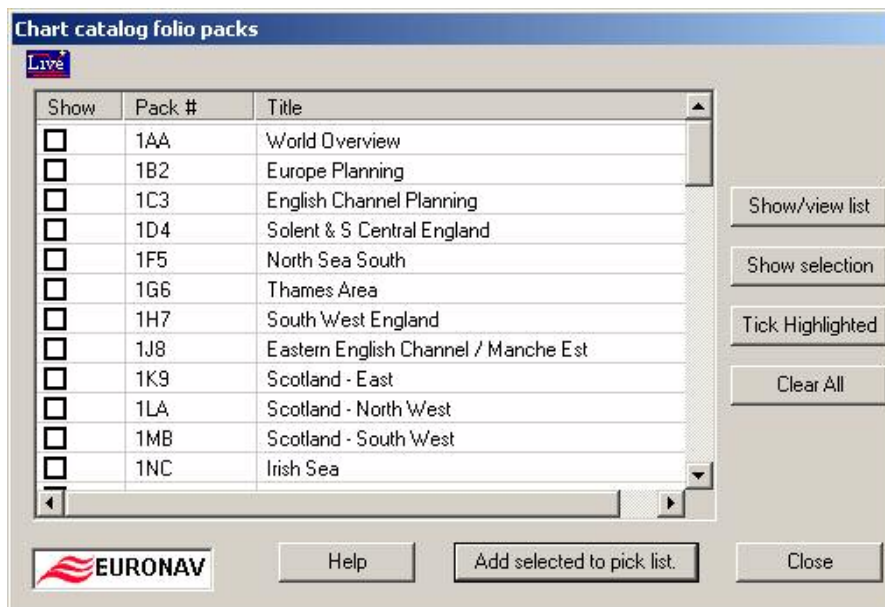 Chart catalog folio packs
Live
Show Pack # Title
1AA World Overview
1B2 Europe Planning
1C3 English Channel Planning
1D4 Solent & S Central England
1F5 North Sea South
1G6 Thames Area
1H7 South West England
1J8 Eastern English Channel / Manche Est
1K9 Scotland - East
1LA Scotland - North West
1MB Scotland - South West
1NC Irish Sea
Show/view list
Show selection
Tick Highlighted
Clear All
EURONAV
Help
Add selected to pick list.
Close